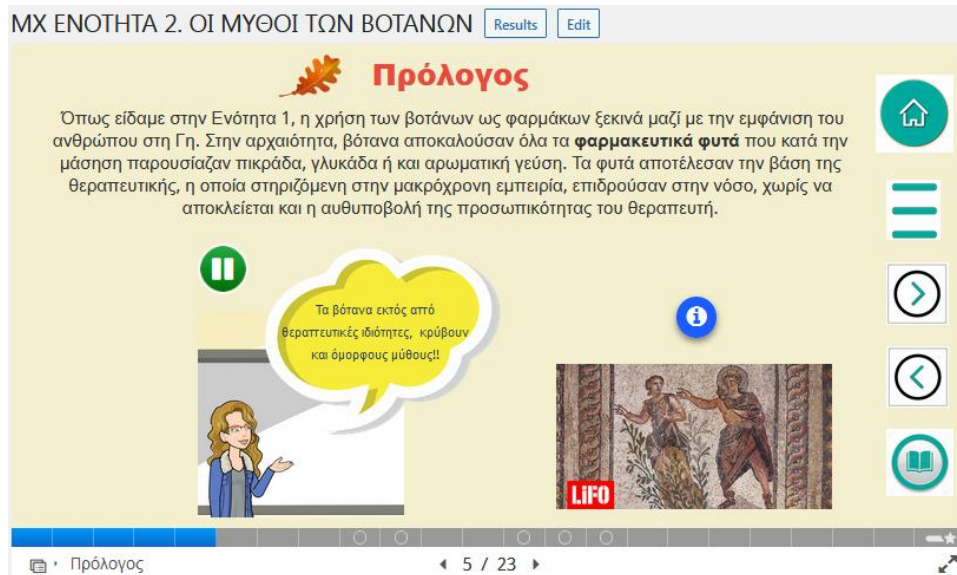 ΜΧ ΕΝΟΤΗΤΑ 2. ΟΙ ΜΥΘΟΙ ΤΩΝ ΒΟΤΑΝΩΝ Results Edit
Πρόλογος
Όπως είδαμε στην Ενότητα 1, η χρήση των βοτάνων ως φαρμάκων ξεκινά μαζί με την εμφάνιση του
ανθρώπου στη Γη. Στην αρχαιότητα, βότανα αποκαλούσαν όλα τα φαρμακευτικά φυτά που κατά την
μάσηση παρουσίαζαν πικράδα, γλυκάδα ή και αρωματική γεύση. Τα φυτά αποτέλεσαν την βάση της
θεραπευτικής, η οποία στηριζόμενη στην μακρόχρονη εμπειρία, επιδρούσαν στην νόσο, χωρίς να
αποκλείεται και η αυθυποβολή της προσωπικότητας του θεραπευτή.
Τα βότανα εκτός από
θεραπευτικές ιδιότητες, κρύβουν
και όμορφους μύθους!!
LiFO
Πρόλογος
5 / 23